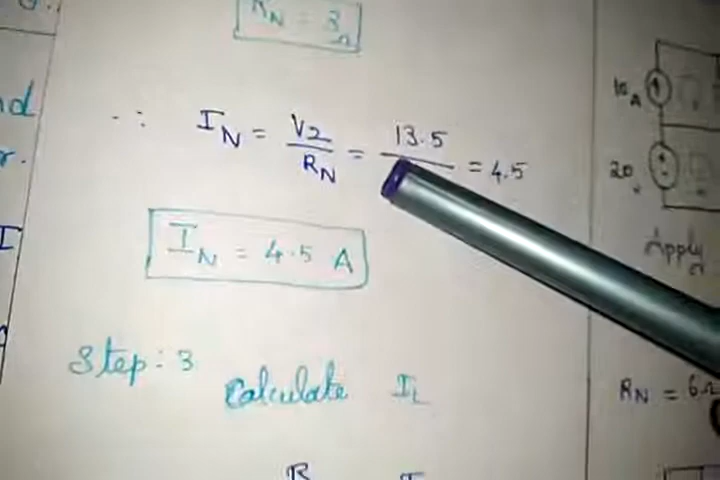 RN = 3Ω
∴ IN = V2/RN = 13.5/ = 4.5
IN = 4.5 A
Step: 3
Calculate IL
nd
r.
I
10A
20
Apply
RN = 6Ω